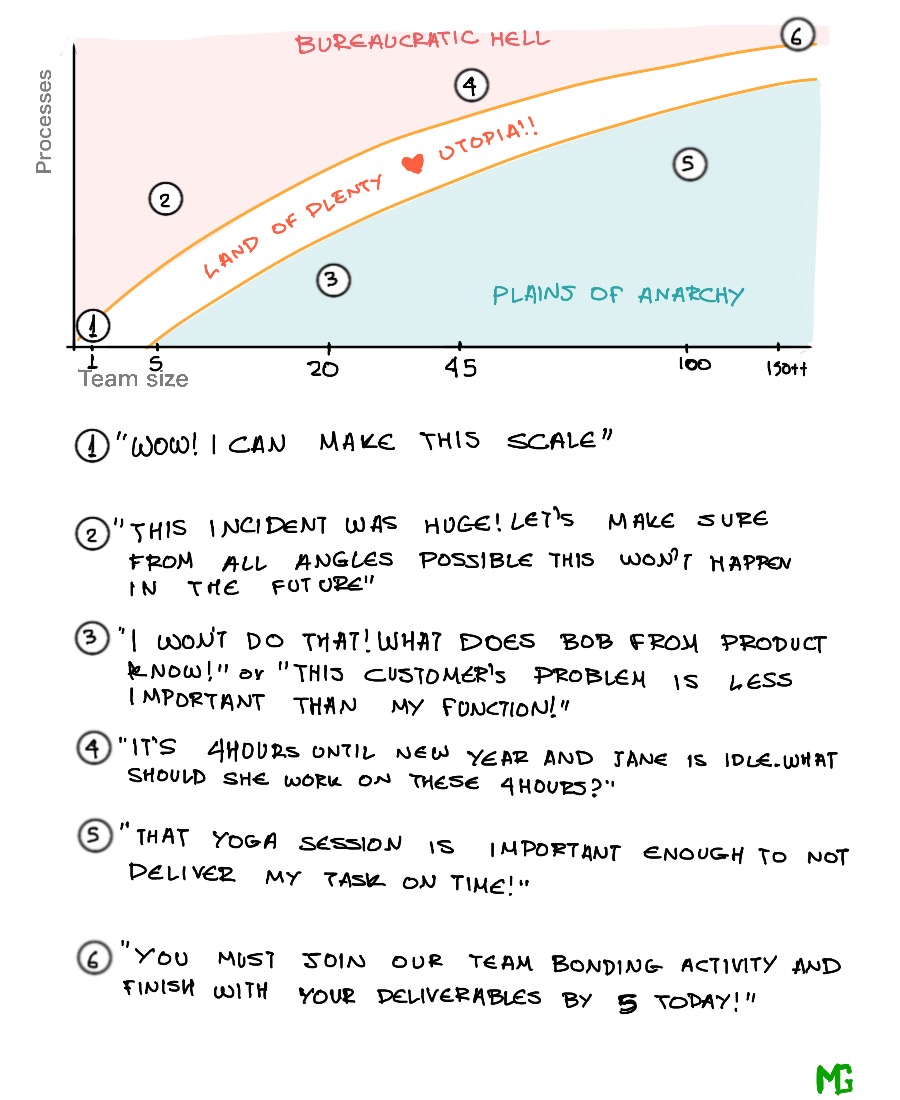 BUREAUCRATIC HELL
6
4
Processes
UTOPIA!!
5
LAND OF PLENTY
2
3
PLAINS OF ANARCHY
1
1 5 20 45 100 150++
Team size
1 "WOW! I CAN MAKE THIS SCALE"
2 "THIS INCIDENT WAS HUGE! LET'S MAKE SURE
FROM ALL ANGLES POSSIBLE THIS WON'T HAPPEN
IN THE FUTURE"
3 "I WON'T DO THAT! WHAT DOES BOB FROM PRODUCT
KNOW!" or "THIS CUSTOMER'S PROBLEM IS LESS
IMPORTANT THAN MY FUNCTION!"
4 "IT'S 4HOURS UNTIL NEW YEAR AND JANE IS IDLE. WHAT
SHOULD SHE WORK ON THESE 4HOURS?"
5 "THAT YOGA SESSION IS IMPORTANT ENOUGH TO NOT
DELIVER MY TASK ON TIME!"
6 "YOU MUST JOIN OUR TEAM BONDING ACTIVITY AND
FINISH WITH YOUR DELIVERABLES BY 5 TODAY!"
MG